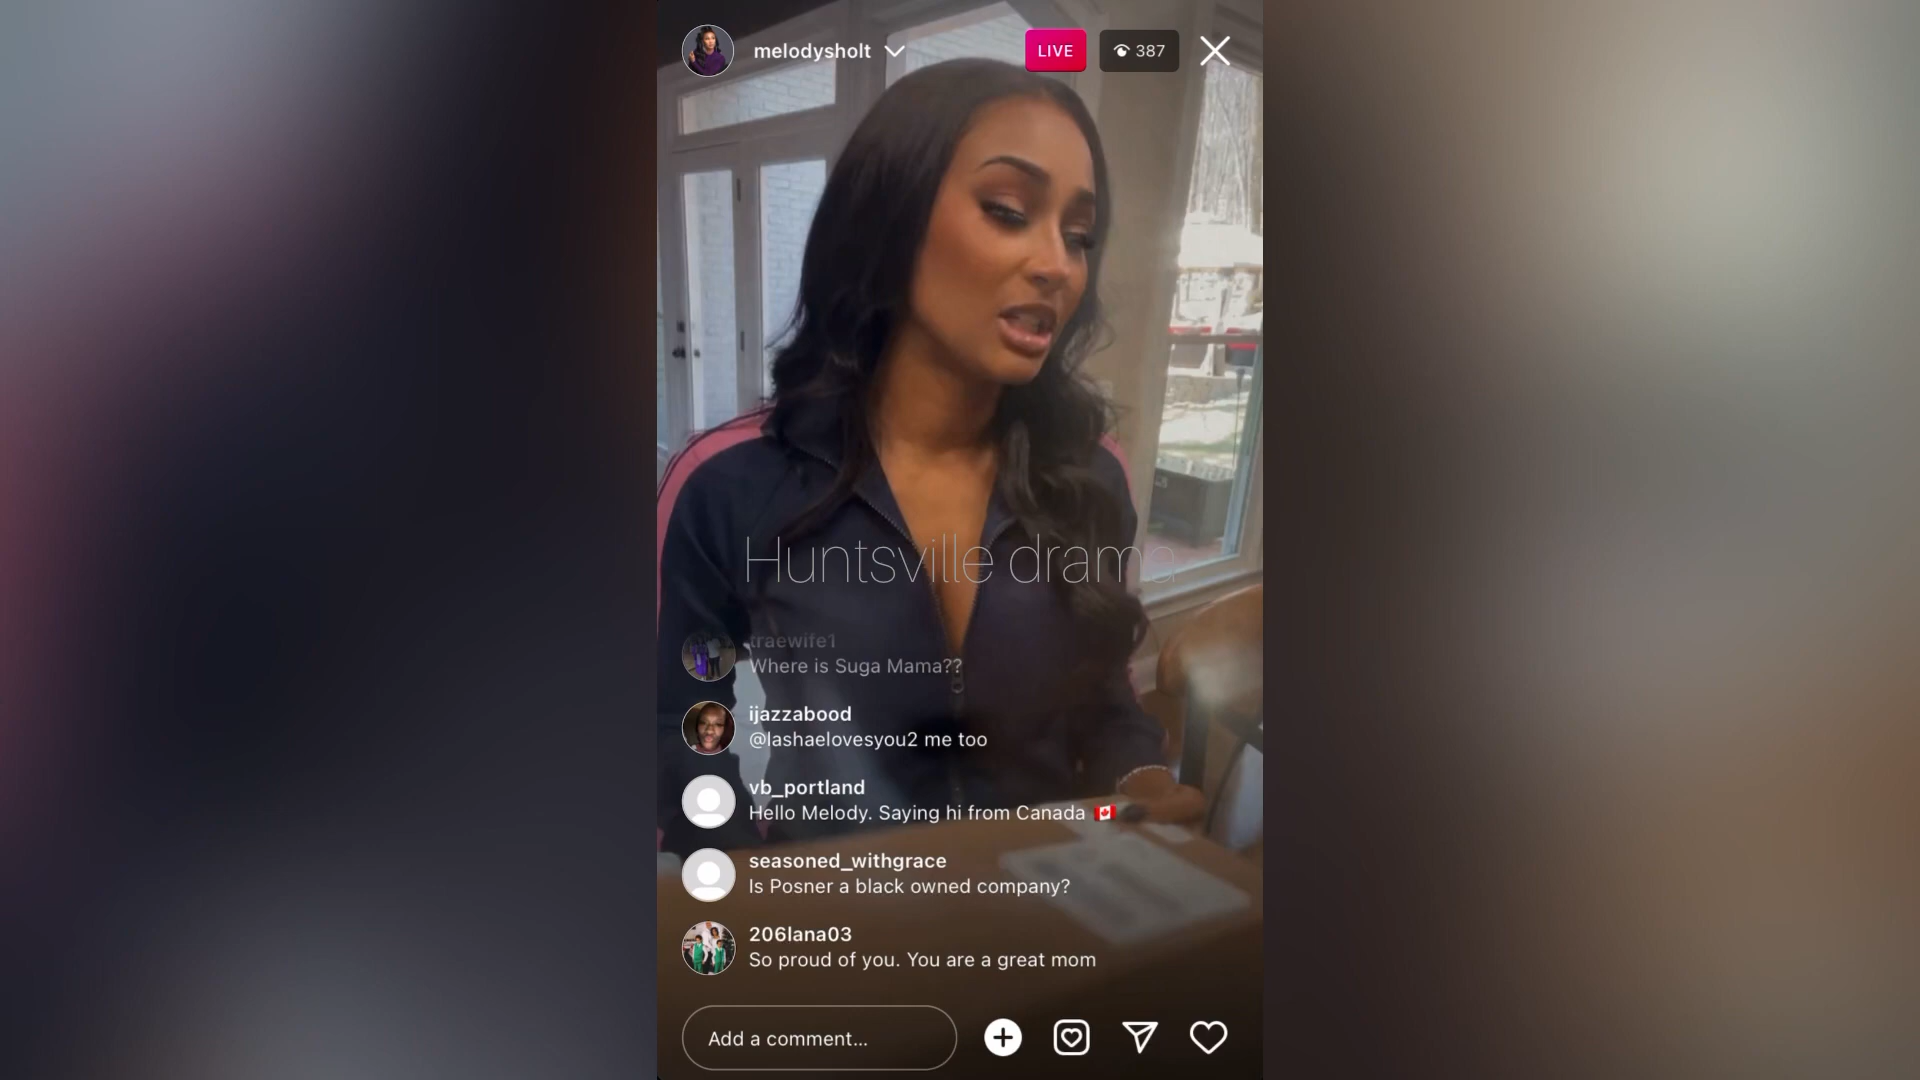 melodysholt
LIVE
387
Huntsville drama
traewife1
Where is Suga Mama??
ijazzabood
@lashaelovesyou2 me too
vb_portland
Hello Melody. Saying hi from Canada 🇨🇦
seasoned_withgrace
Is Posner a black owned company?
206lana03
So proud of you. You are a great mom
Add a comment...